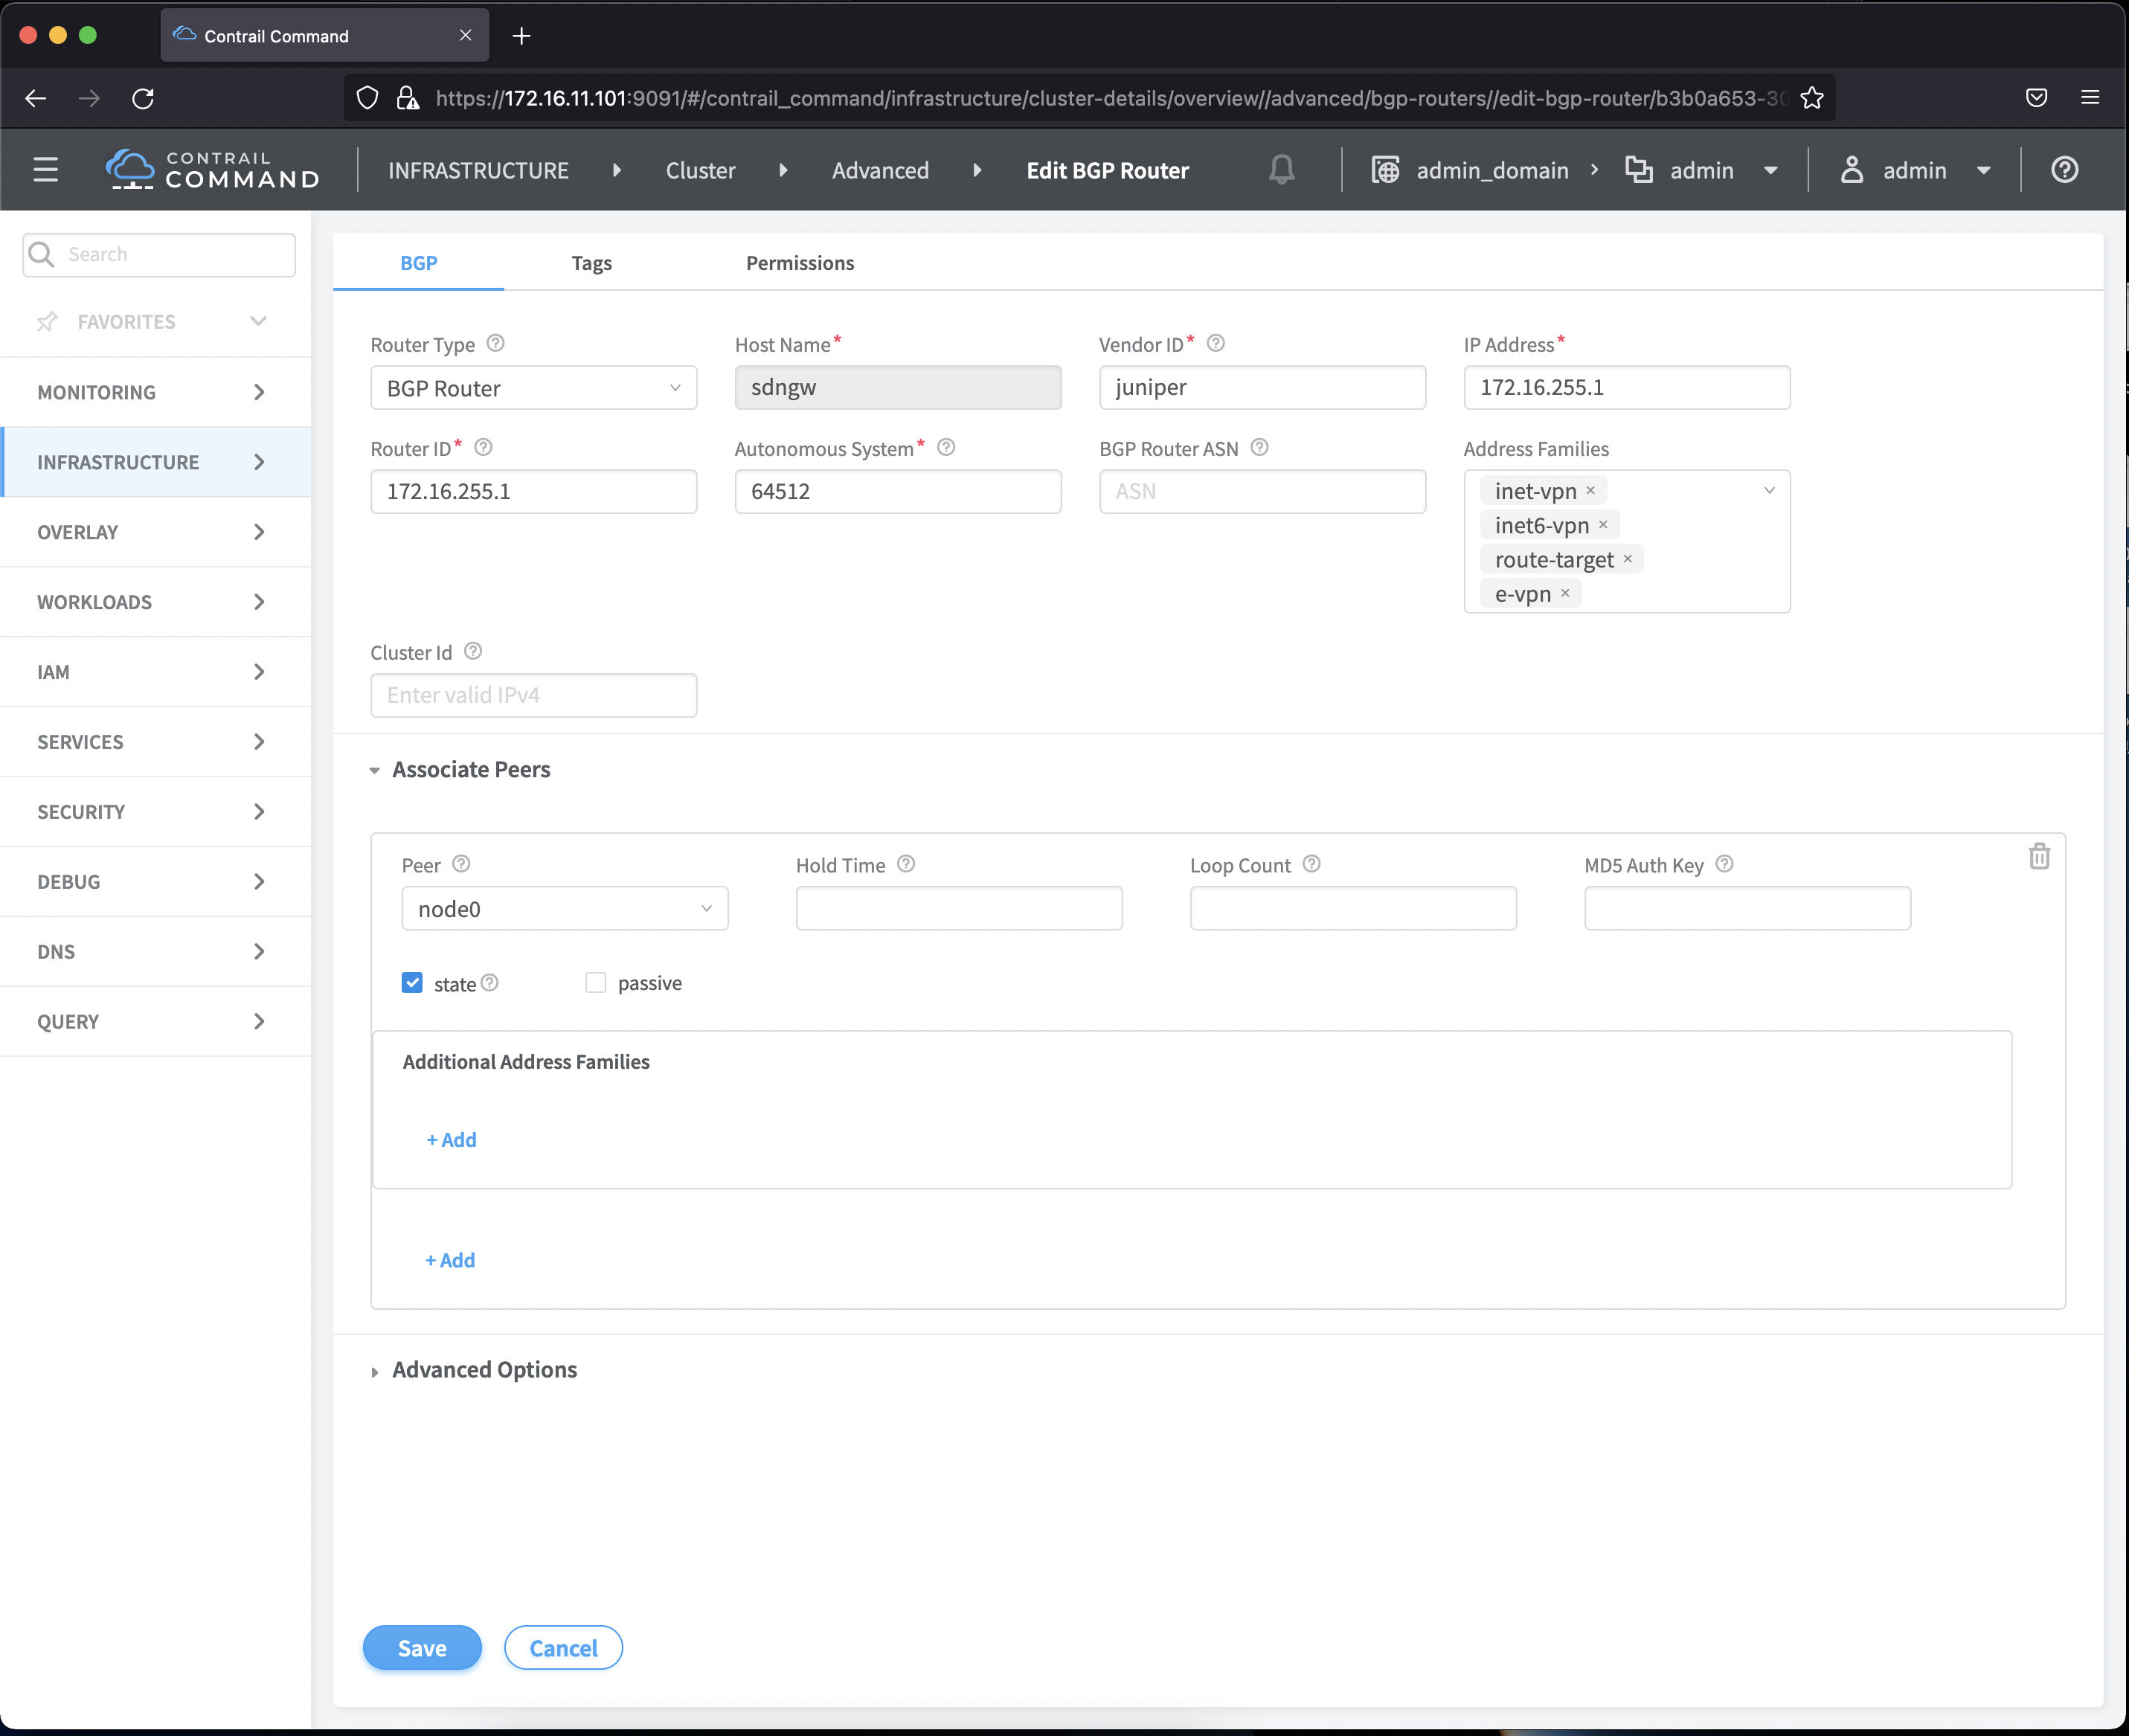 Contrail Command
https://172.16.11.101:9091/#/contrail_command/infrastructure/cluster-details/overview//advanced/bgp-routers//edit-bgp-router/b3b0a653-30
CONTRAIL
COMMAND
INFRASTRUCTURE Cluster Advanced Edit BGP Router admin_domain admin admin
Search
FAVORITES
MONITORING
INFRASTRUCTURE
OVERLAY
WORKLOADS
IAM
SERVICES
SECURITY
DEBUG
DNS
QUERY
BGP Tags Permissions
Router Type Host Name* Vendor ID* IP Address*
BGP Router sdngw juniper 172.16.255.1
Router ID* Autonomous System* BGP Router ASN Address Families
172.16.255.1 64512 ASN inet-vpn ×
inet6-vpn ×
route-target ×
e-vpn ×
Cluster Id
Enter valid IPv4
Associate Peers
Peer Hold Time Loop Count MD5 Auth Key
node0
state passive
Additional Address Families
+ Add
+ Add
Advanced Options
Save Cancel